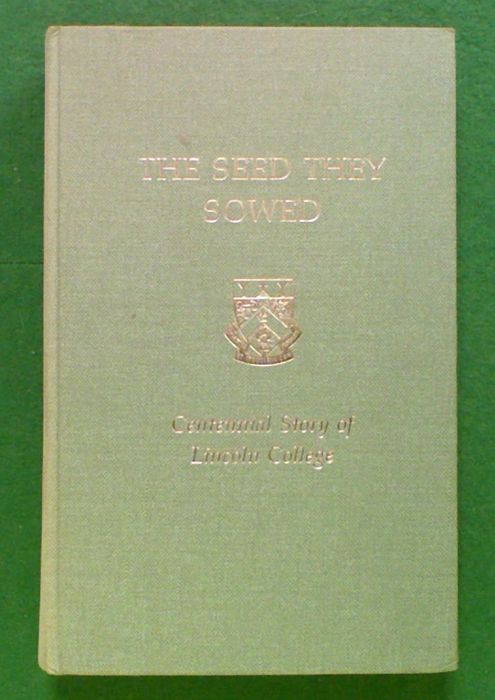 THE SEED THEY
SOWED
Centennial Story of
Lincoln College